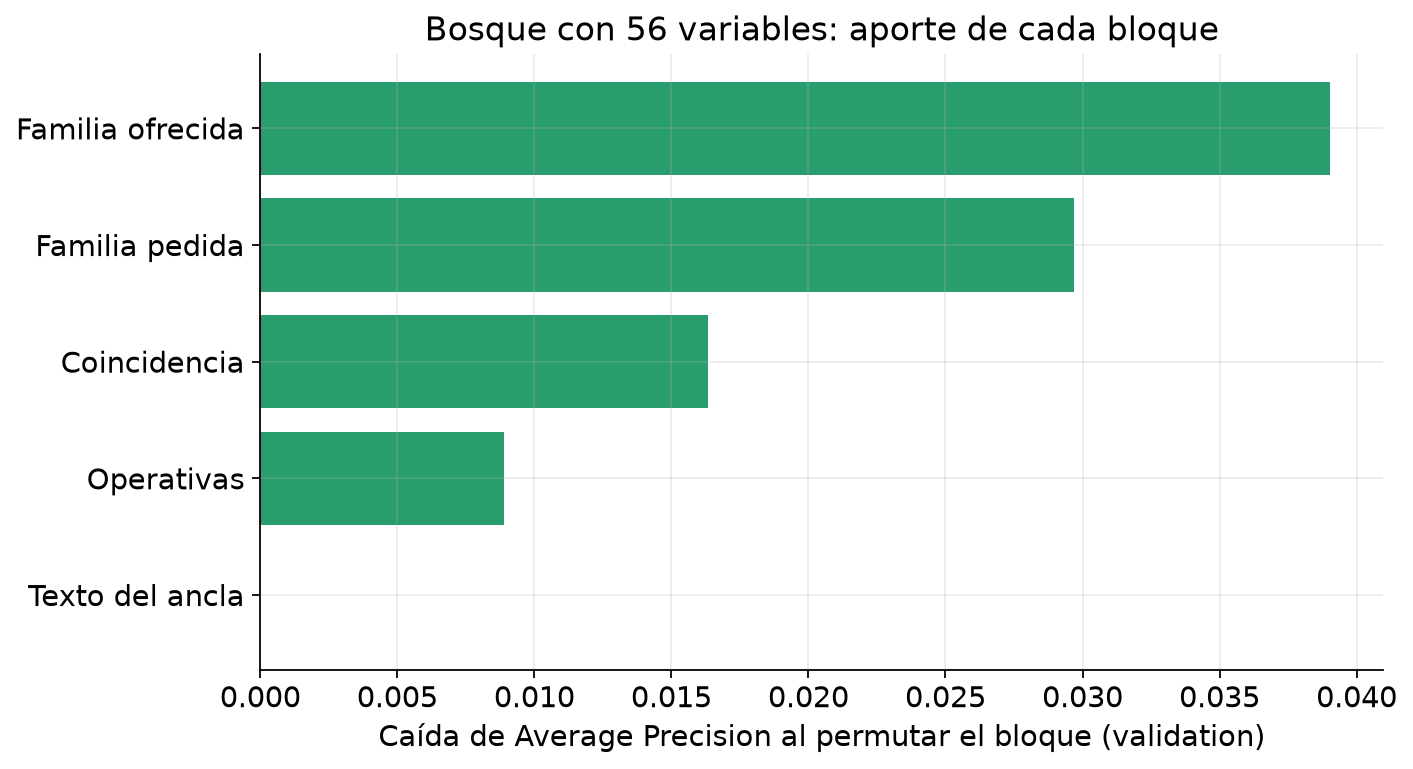 Bosque con 56 variables: aporte de cada bloque
Familia ofrecida
Familia pedida
Coincidencia
Operativas
Texto del ancla
0.000 0.005 0.010 0.015 0.020 0.025 0.030 0.035 0.040
Caída de Average Precision al permutar el bloque (validation)